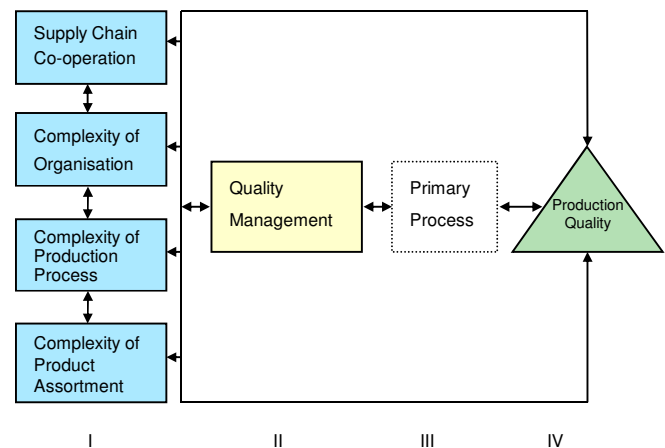 Supply Chain
Co-operation
Complexity of
Organisation
Complexity of
Production
Process
Complexity of
Product
Assortment
Quality
Management
Primary
Process
Production
Quality
I
II
III
IV